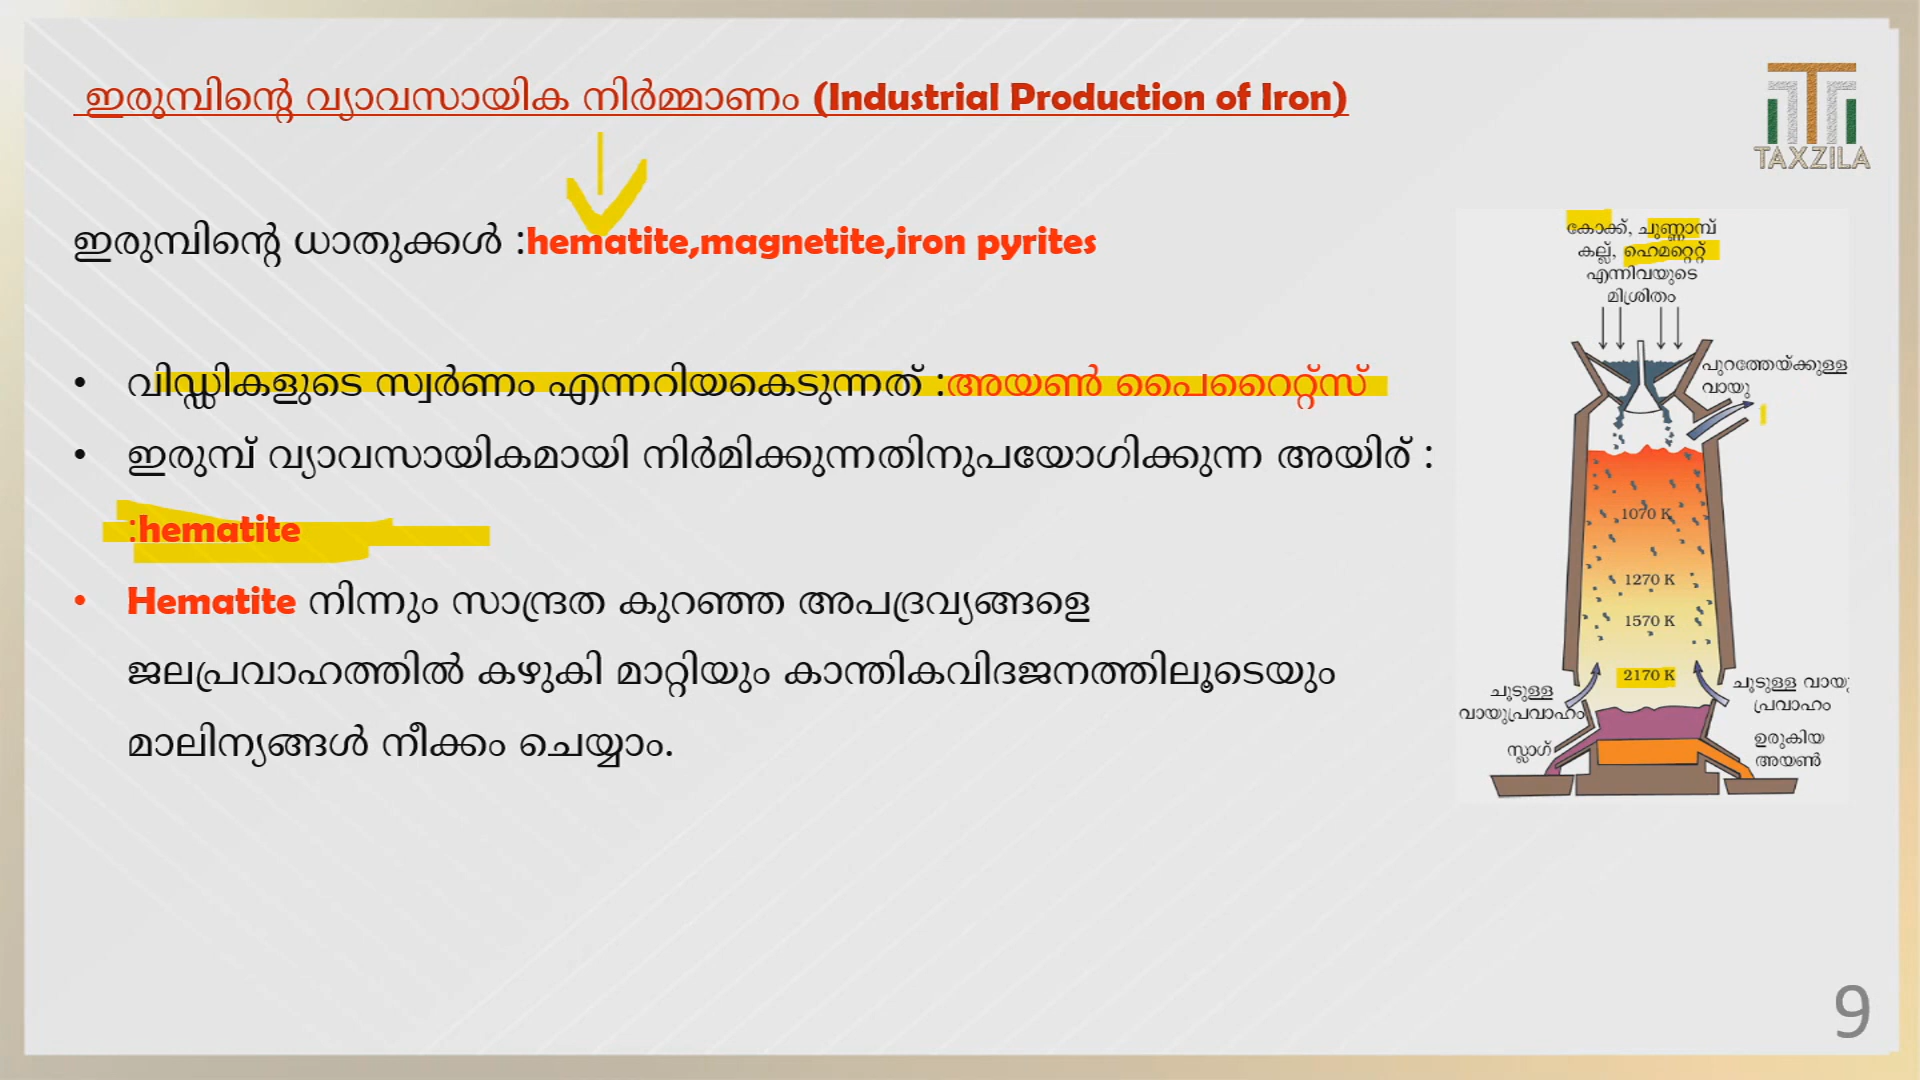 ഇരുമ്പിന്റെ വ്യാവസായിക നിർമ്മാണം (Industrial Production of Iron)
TAXZILA
ഇരുമ്പിന്റെ ധാതുക്കൾ :hematite,magnetite,iron pyrites
• വിഡ്ഢികളുടെ സ്വർണം എന്നറിയകെടുന്നത് :അയൺ പൈറൈറ്റ്സ്
• ഇരുമ്പ് വ്യാവസായികമായി നിർമിക്കുന്നതിനുപയോഗിക്കുന്ന അയിര് :
:hematite
• Hematite നിന്നും സാന്ദ്രത കുറഞ്ഞ അപദ്രവ്യങ്ങളെ
ജലപ്രവാഹത്തിൽ കഴുകി മാറ്റിയും കാന്തികവിദജനത്തിലൂടെയും
മാലിന്യങ്ങൾ നീക്കം ചെയ്യാം.
കോക്ക്, ചുണ്ണാമ്പ്
കല്ല്, ഹെമറ്റൈറ്റ്
എന്നിവയുടെ
മിശ്രിതം
പുറത്തേയ്ക്കുള്ള
വായു
1070 K
1270 K
1570 K
2170 K
ചൂടുള്ള
വായുപ്രവാഹം
ചൂടുള്ള വായു
പ്രവാഹം
സ്ലാഗ്
ഉരുകിയ
അയൺ
9